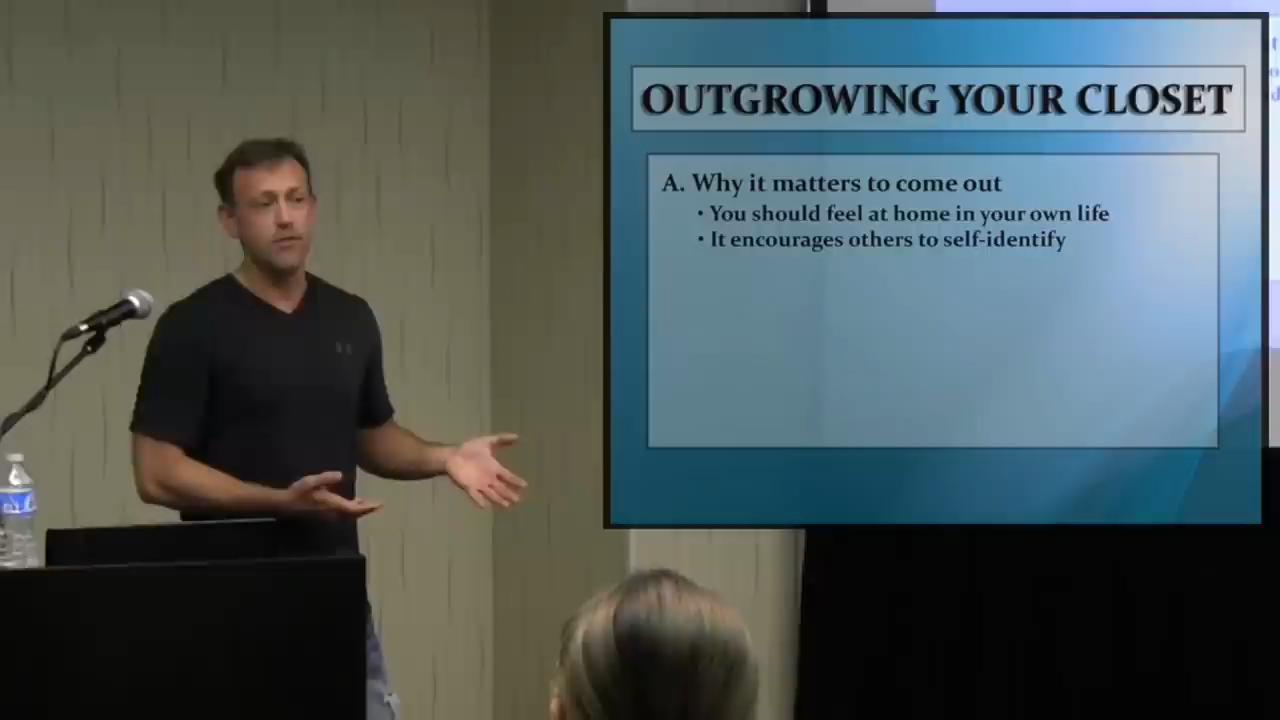 OUTGROWING YOUR CLOSET
A. Why it matters to come out
• You should feel at home in your own life
• It encourages others to self-identify